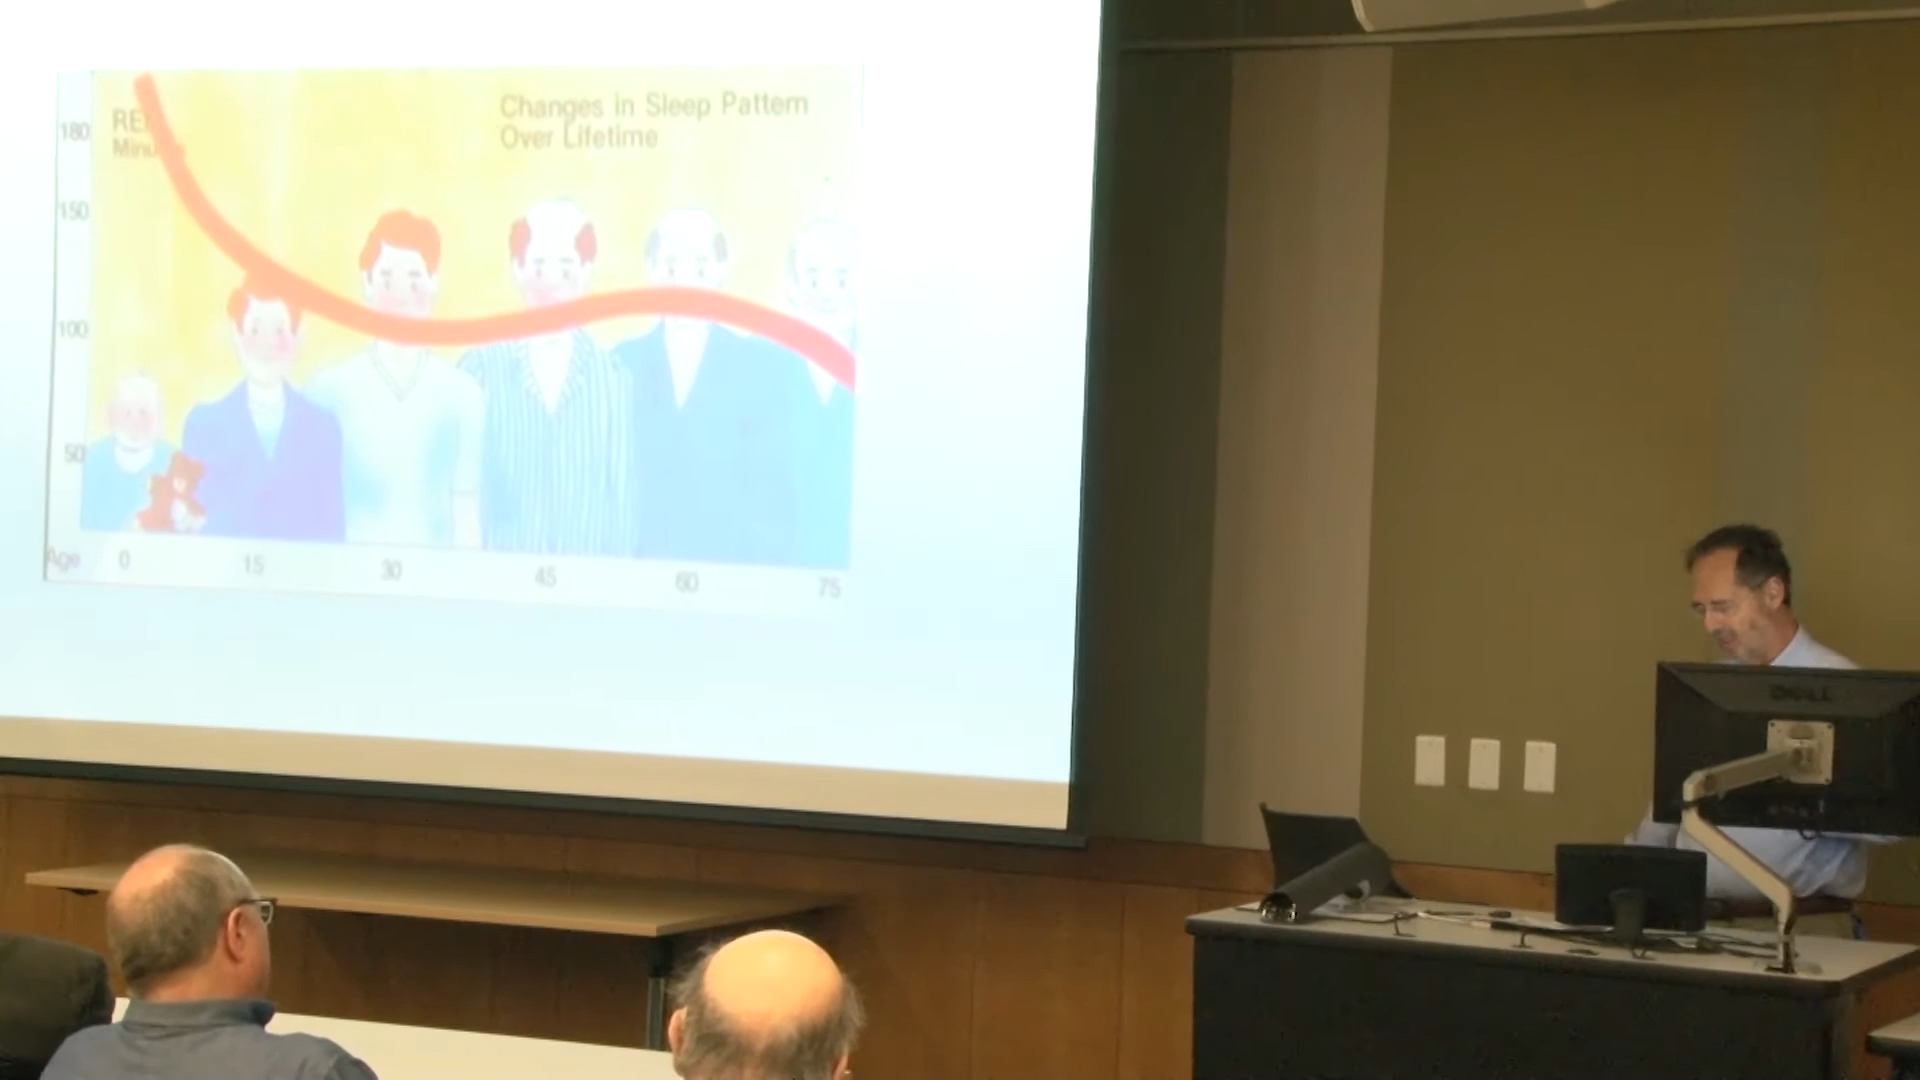 Changes in Sleep Pattern
Over Lifetime
180
150
100
50
Age 0 15 30 45 60 75
DELL